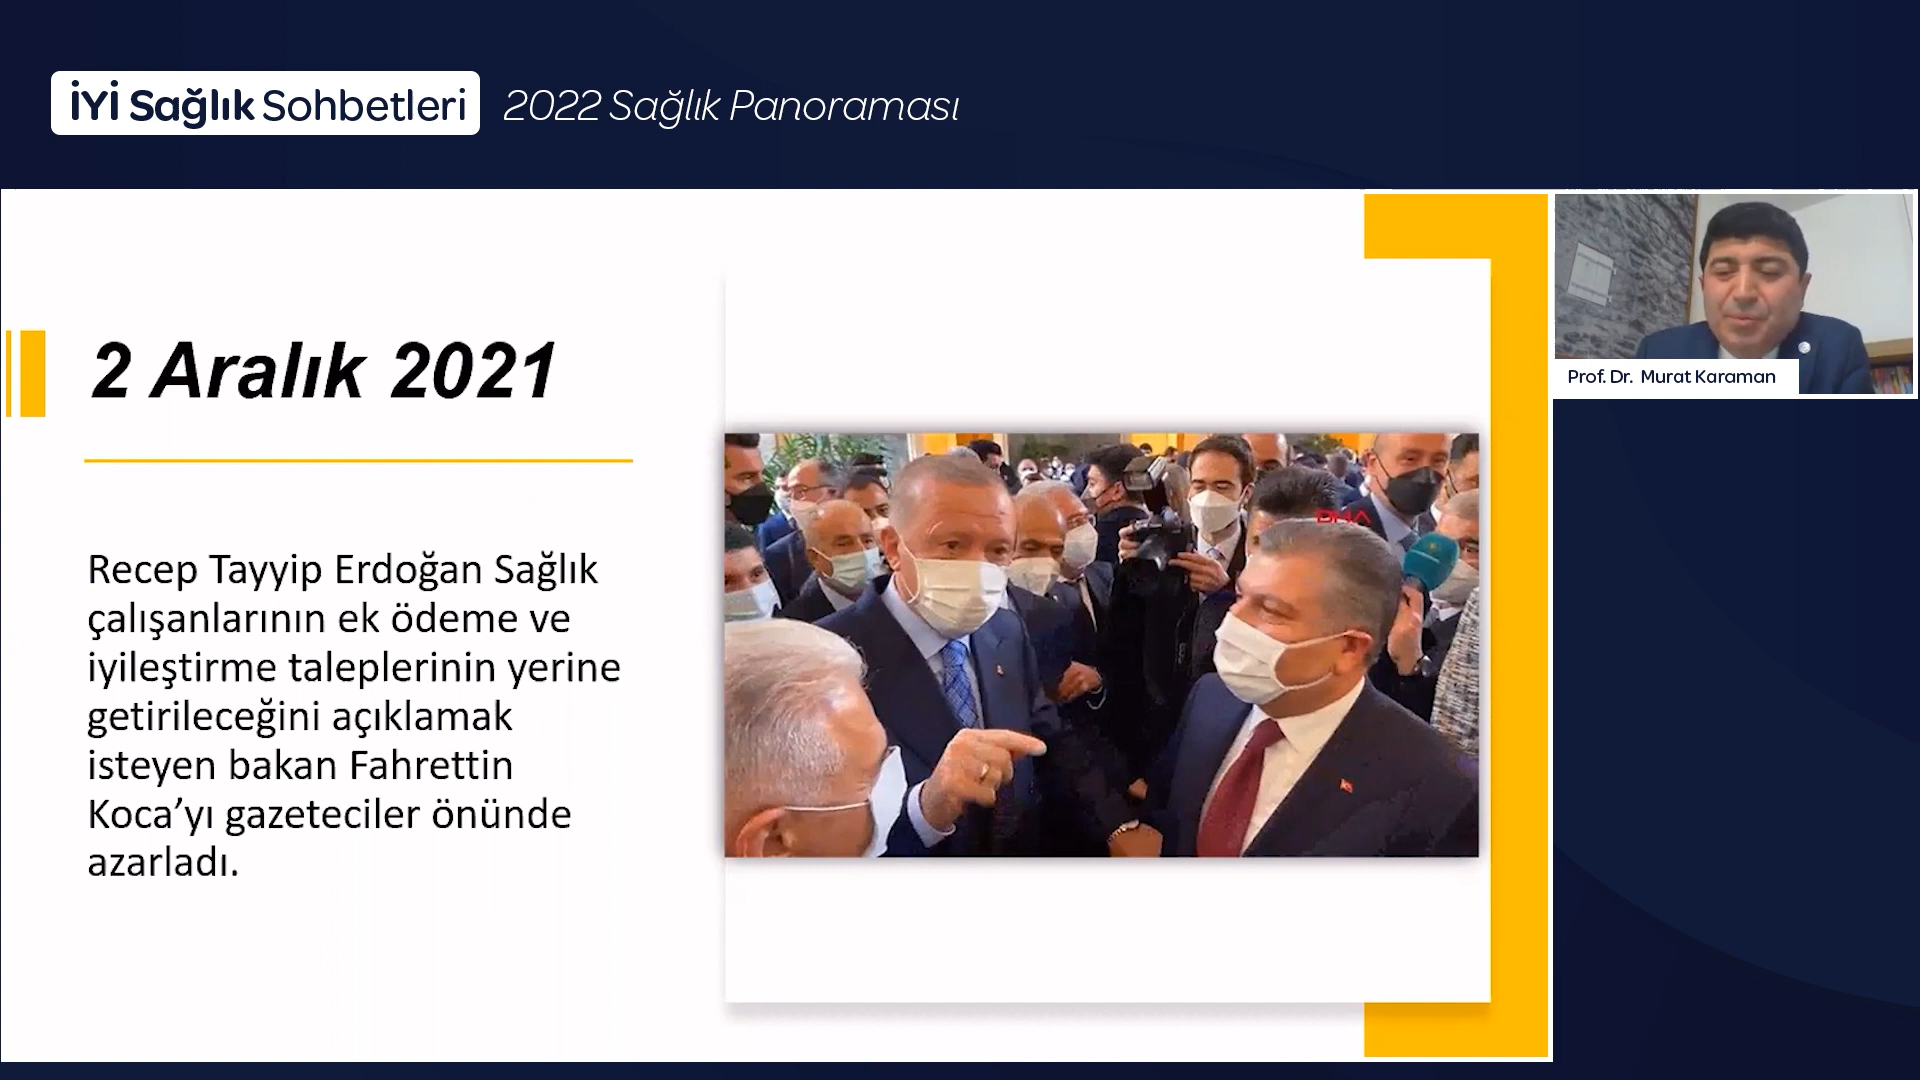 İYİ Sağlık Sohbetleri 2022 Sağlık Panoraması
2 Aralık 2021
Recep Tayyip Erdoğan Sağlık
çalışanlarının ek ödeme ve
iyileştirme taleplerinin yerine
getirileceğini açıklamak
isteyen bakan Fahrettin
Koca’yı gazeteciler önünde
azarladı.
DHA
Prof. Dr. Murat Karaman